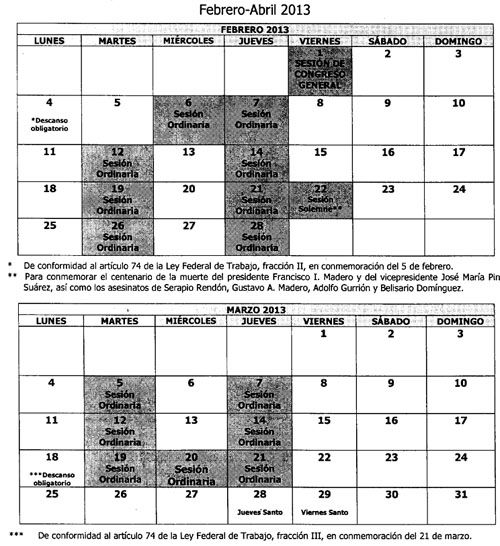 Febrero-Abril 2013
FEBRERO 2013
LUNES MARTES MIÉRCOLES JUEVES VIERNES SÁBADO DOMINGO
1 2 3
SESIÓN DE
CONGRESO
GENERAL
4 5 6 7 8 9 10
*Descanso Sesión Sesión
obligatorio Ordinaria Ordinaria
11 12 13 14 15 16 17
Sesión Sesión
Ordinaria Ordinaria
18 19 20 21 22 23 24
Sesión Sesión Sesión
Ordinaria Ordinaria Solemne**
25 26 27 28
Sesión Sesión
Ordinaria Ordinaria
* De conformidad al artículo 74 de la Ley Federal de Trabajo, fracción II, en conmemoración del 5 de febrero.
** Para conmemorar el centenario de la muerte del presidente Francisco I. Madero y del vicepresidente José María Pin
Suárez, así como los asesinatos de Serapio Rendón, Gustavo A. Madero, Adolfo Gurrión y Belisario Domínguez.
MARZO 2013
LUNES MARTES MIÉRCOLES JUEVES VIERNES SÁBADO DOMINGO
1 2 3
4 5 6 7 8 9 10
Sesión Sesión
Ordinaria Ordinaria
11 12 13 14 15 16 17
Sesión Sesión
Ordinaria Ordinaria
18 19 20 21 22 23 24
***Descanso Sesión Sesión Sesión
obligatorio Ordinaria Ordinaria Ordinaria
25 26 27 28 29 30 31
Jueves Santo Viernes Santo
*** De conformidad al artículo 74 de la Ley Federal de Trabajo, fracción III, en conmemoración del 21 de marzo.